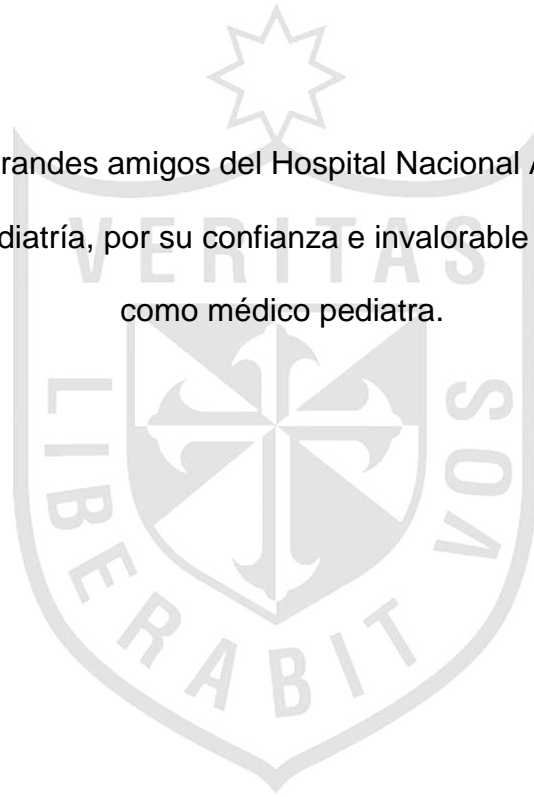 randes amigos del Hospital Nacional
diatría, por su confianza e invalorable
como médico pediatra.
VERITAS
LIBERABIT
VOS